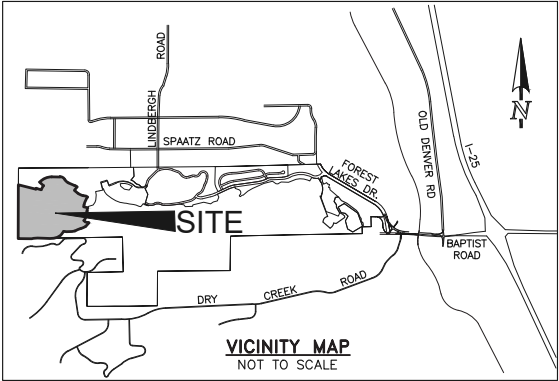 LINDBERGH ROAD
SPAATZ ROAD
FOREST
LAKES DR.
OLD DENVER RD
I-25
N
SITE
BAPTIST
ROAD
DRY CREEK ROAD
VICINITY MAP
NOT TO SCALE